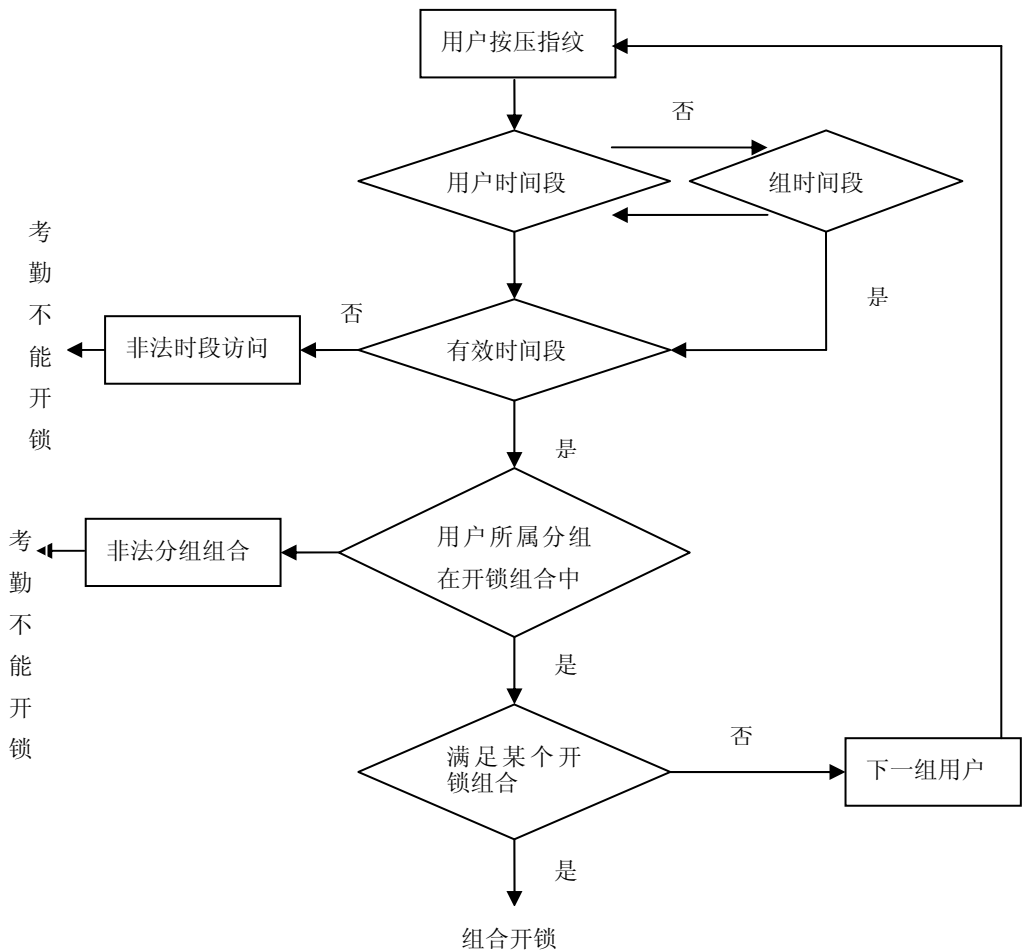 用户按压指纹
否
用户时间段
组时间段
是
否
非法时段访问
有效时间段
考
勤
不
能
开
锁
是
非法分组组合
用户所属分组
在开锁组合中
考
勤
不
能
开
锁
是
满足某个开
锁组合
否
下一组用户
是
组合开锁